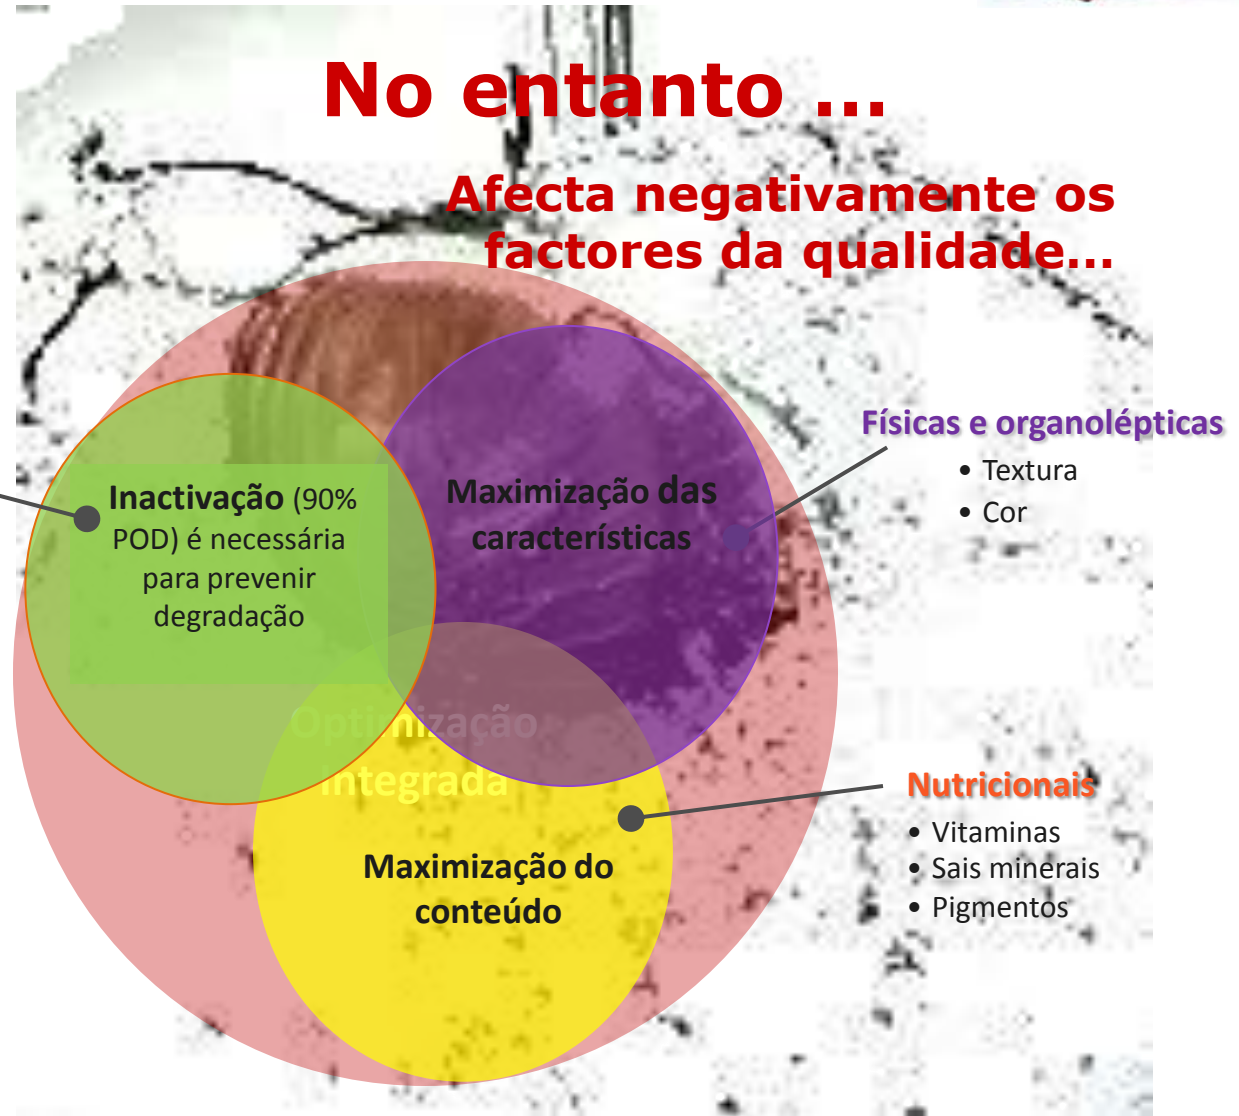 No entanto ...
Afecta negativamente os
factores da qualidade...
Inactivação (90%
POD) é necessária
para prevenir
degradação
Maximização das
características
Físicas e organolépticas
• Textura
• Cor
Optimização
integrada
Maximização do
conteúdo
Nutricionais
• Vitaminas
• Sais minerais
• Pigmentos